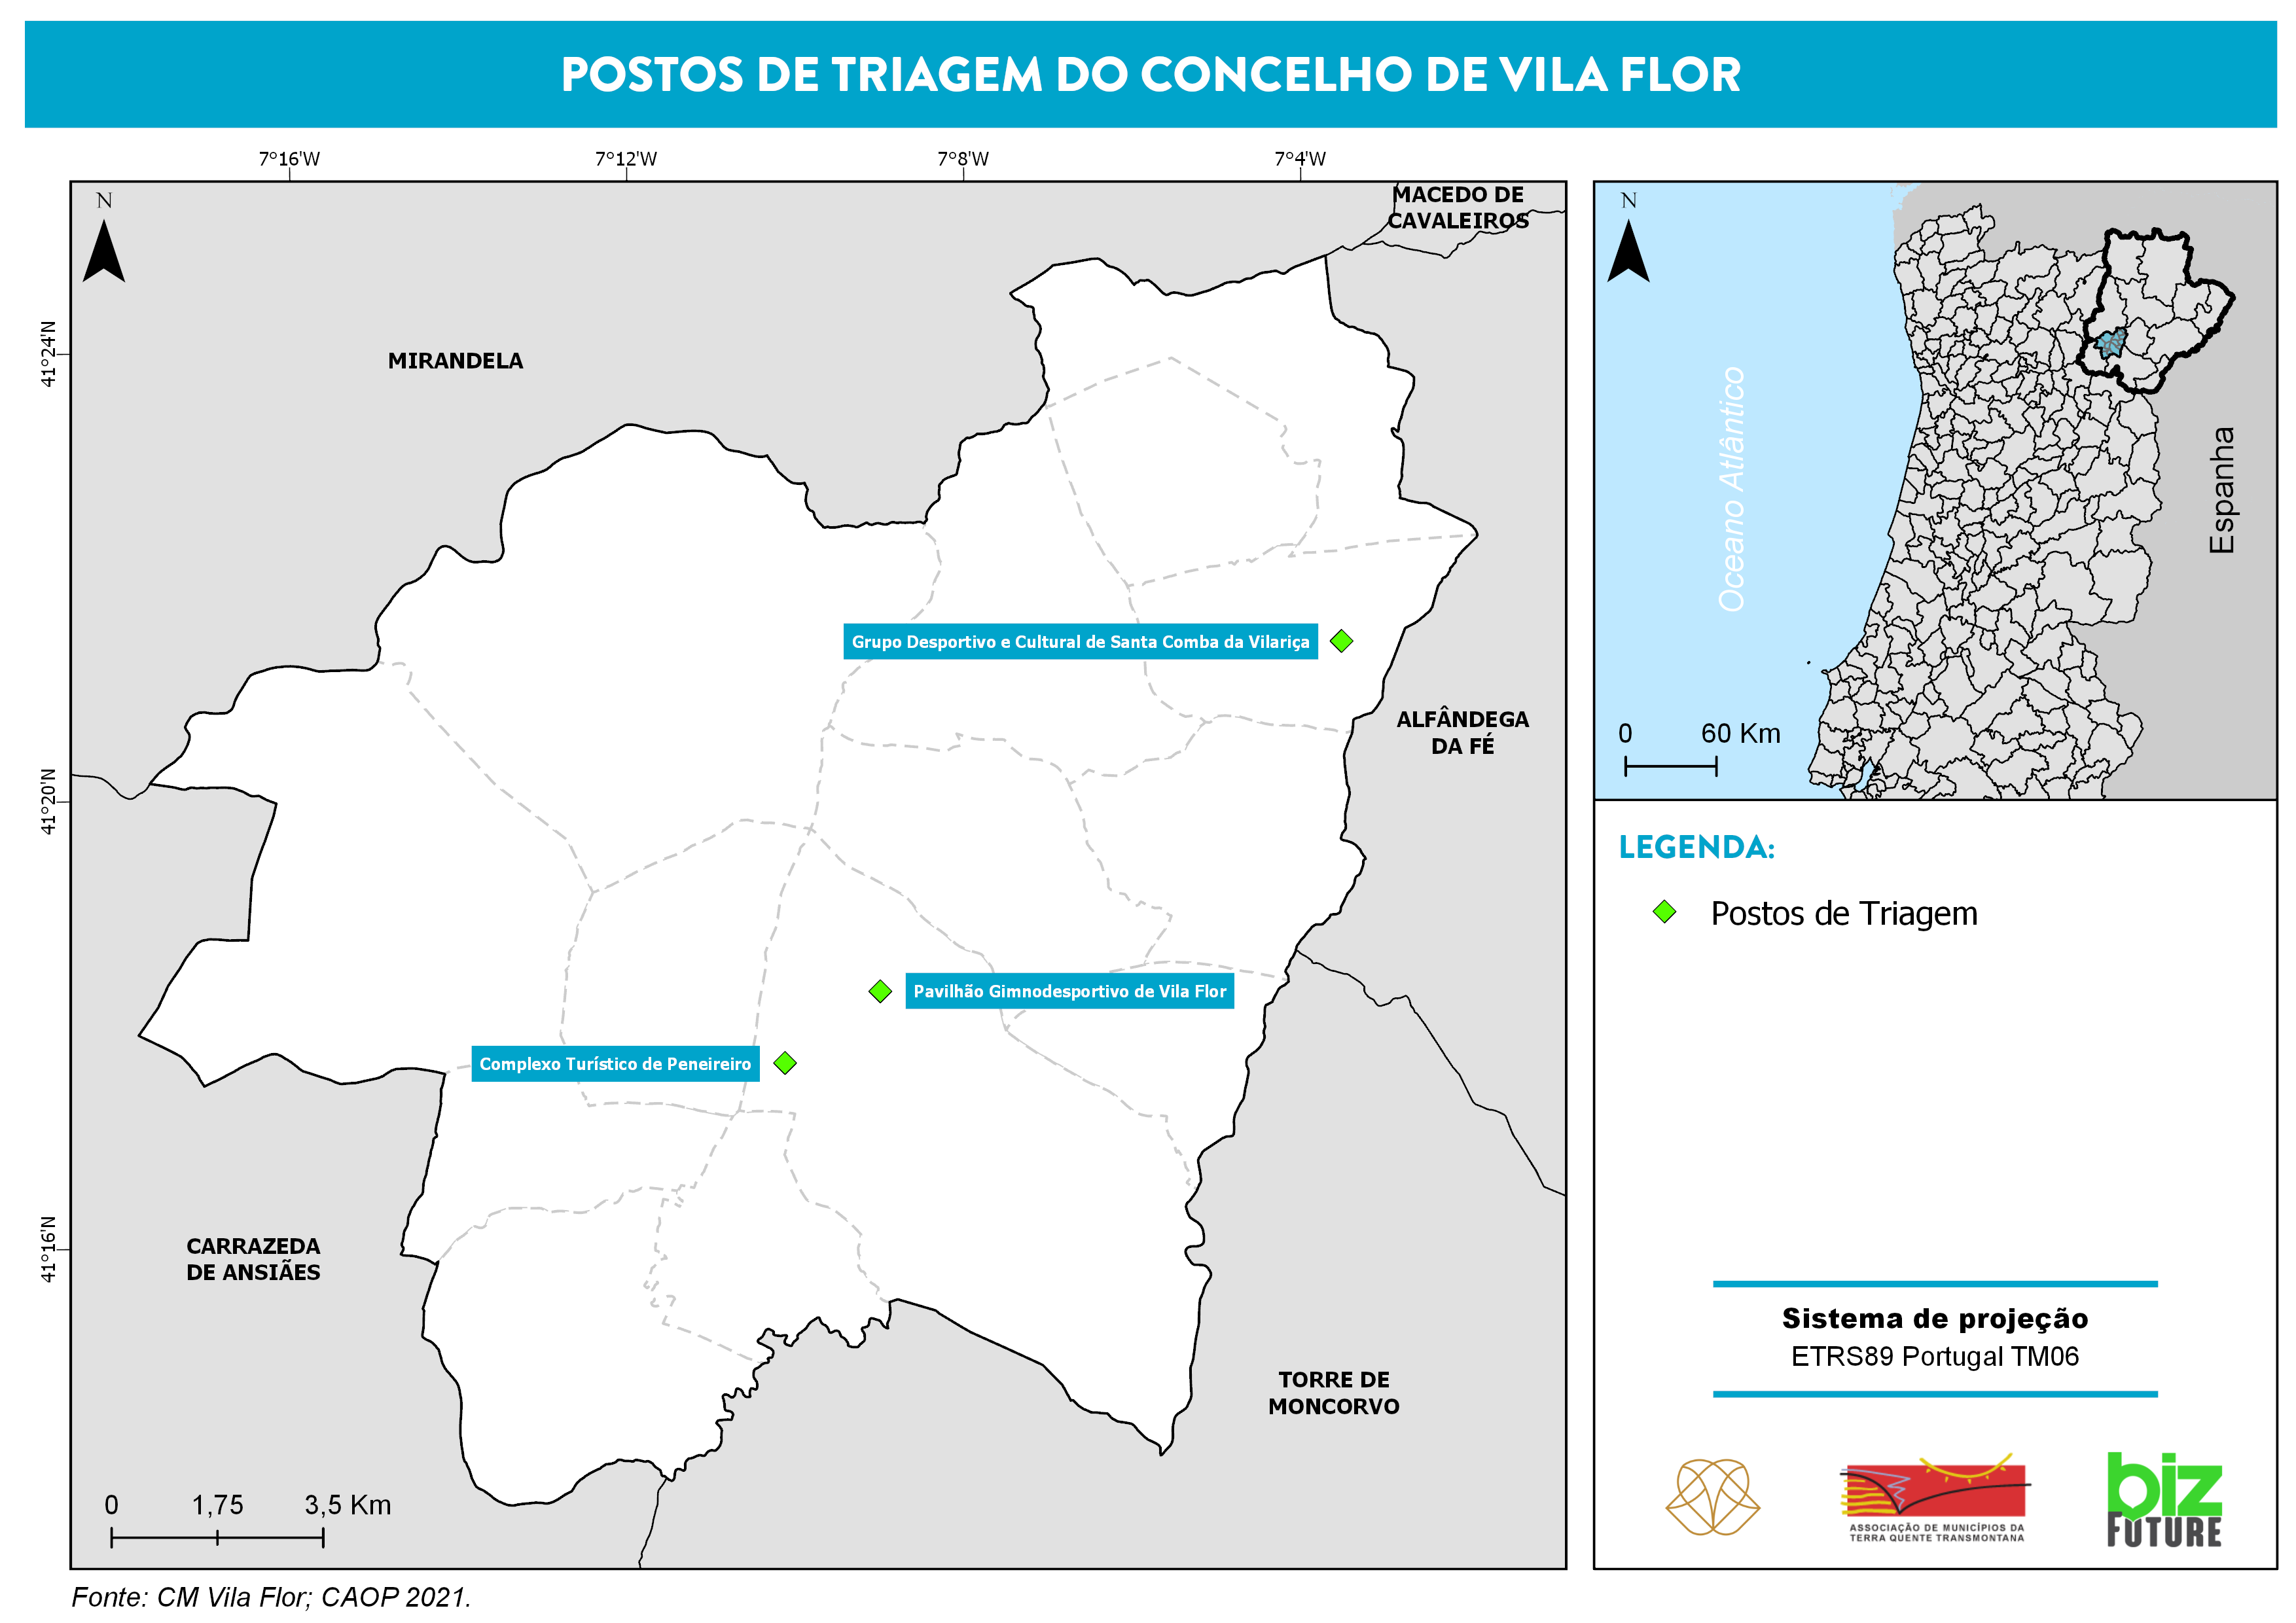 POSTOS DE TRIAGEM DO CONCELHO DE VILA FLOR
7°16'W
7°12'W
7°8'W
7°4'W
41°24'N
41°20'N
41°16'N
N
MACEDO DE
CAVALEIROS
MIRANDELA
Grupo Desportivo e Cultural de Santa Comba da Vilariça
ALFÂNDEGA
DA FÉ
Pavilhão Gimnodesportivo de Vila Flor
Complexo Turístico de Peneireiro
CARRAZEDA
DE ANSIÃES
TORRE DE
MONCORVO
0 1,75 3,5 Km
N
Oceano Atlântico
Espanha
0 60 Km
LEGENDA:
Postos de Triagem
Sistema de projeção
ETRS89 Portugal TM06
ASSOCIAÇÃO DE MUNICÍPIOS DA
TERRA QUENTE TRANSMONTANA
biz
FUTURE
Fonte: CM Vila Flor; CAOP 2021.